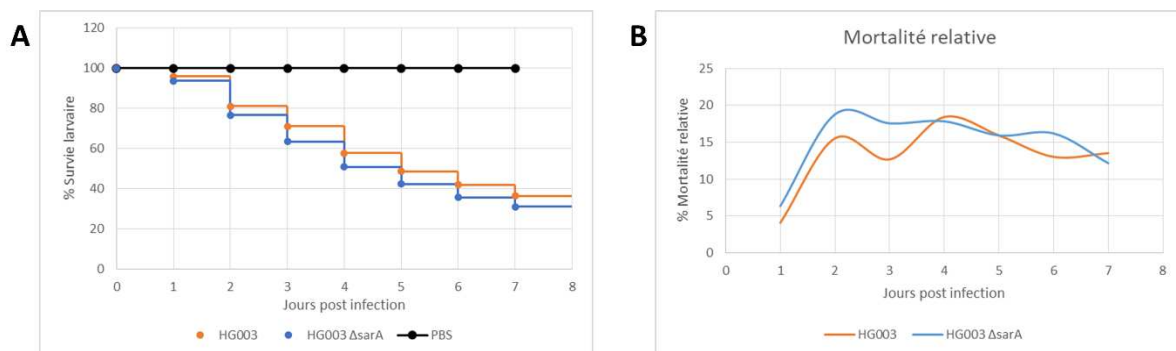 A
120
100
80
60
40
20
0
% Survie larvaire
0 1 2 3 4 5 6 7 8
Jours post infection
HG003 HG003 ΔsarA PBS
B
Mortalité relative
25
20
15
10
5
0
% Mortalité relative
0 1 2 3 4 5 6 7 8
Jours post infection
HG003 HG003 ΔsarA